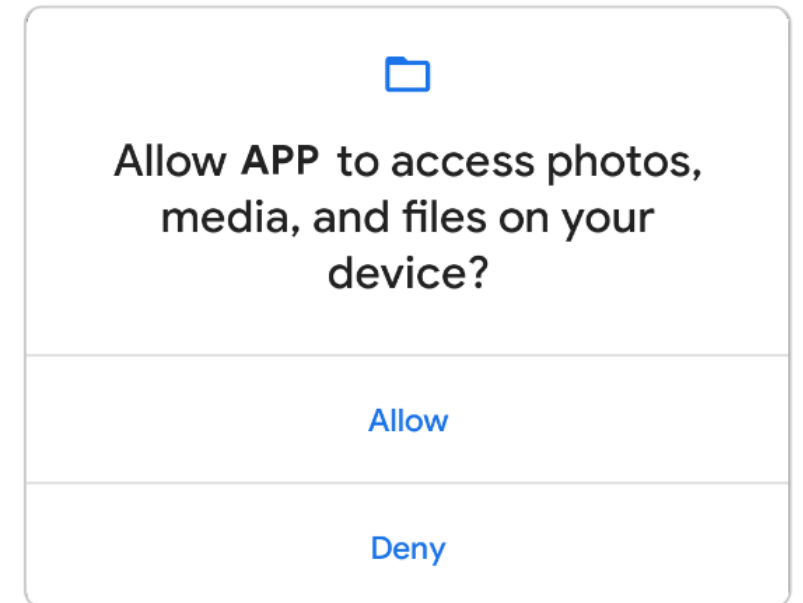 Allow APP to access photos,
media, and files on your
device?
Allow
Deny